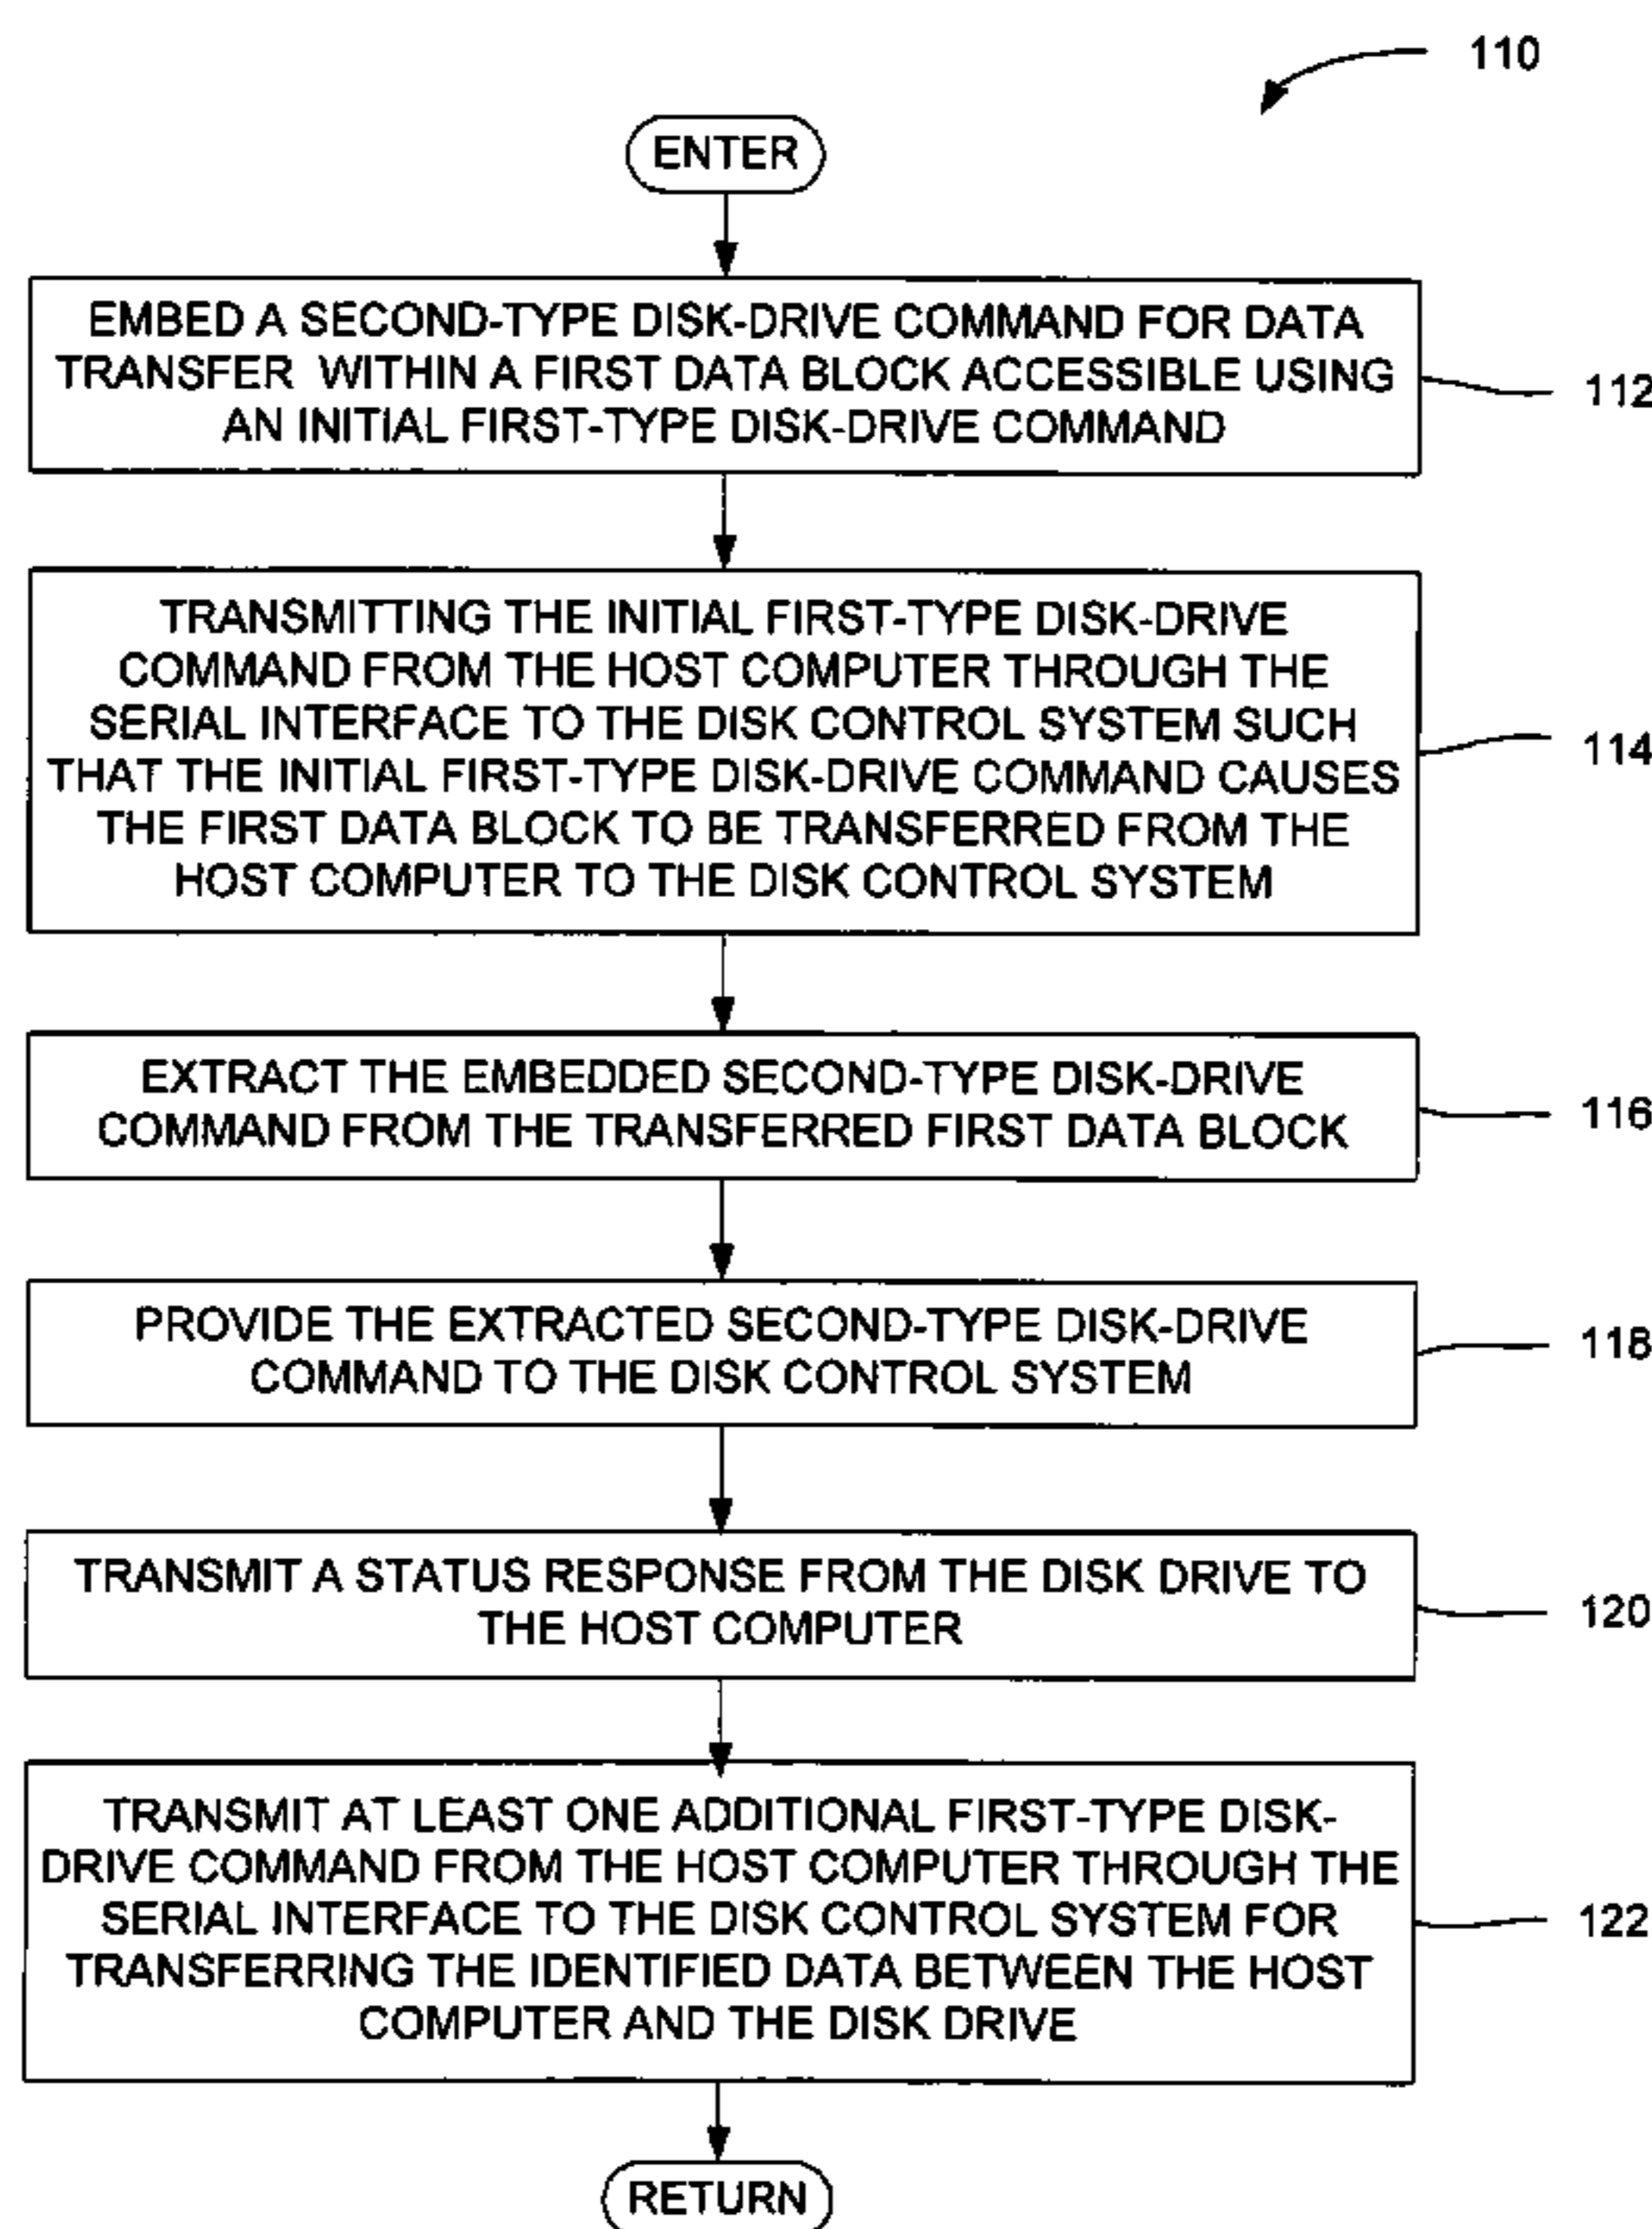 110
ENTER
EMBED A SECOND-TYPE DISK-DRIVE COMMAND FOR DATA
TRANSFER WITHIN A FIRST DATA BLOCK ACCESSIBLE USING
AN INITIAL FIRST-TYPE DISK-DRIVE COMMAND
112
TRANSMITTING THE INITIAL FIRST-TYPE DISK-DRIVE
COMMAND FROM THE HOST COMPUTER THROUGH THE
SERIAL INTERFACE TO THE DISK CONTROL SYSTEM SUCH
THAT THE INITIAL FIRST-TYPE DISK-DRIVE COMMAND CAUSES
THE FIRST DATA BLOCK TO BE TRANSFERRED FROM THE
HOST COMPUTER TO THE DISK CONTROL SYSTEM
114
EXTRACT THE EMBEDDED SECOND-TYPE DISK-DRIVE
COMMAND FROM THE TRANSFERRED FIRST DATA BLOCK
116
PROVIDE THE EXTRACTED SECOND-TYPE DISK-DRIVE
COMMAND TO THE DISK CONTROL SYSTEM
118
TRANSMIT A STATUS RESPONSE FROM THE DISK DRIVE TO
THE HOST COMPUTER
120
TRANSMIT AT LEAST ONE ADDITIONAL FIRST-TYPE DISK-
DRIVE COMMAND FROM THE HOST COMPUTER THROUGH THE
SERIAL INTERFACE TO THE DISK CONTROL SYSTEM FOR
TRANSFERRING THE IDENTIFIED DATA BETWEEN THE HOST
COMPUTER AND THE DISK DRIVE
122
RETURN